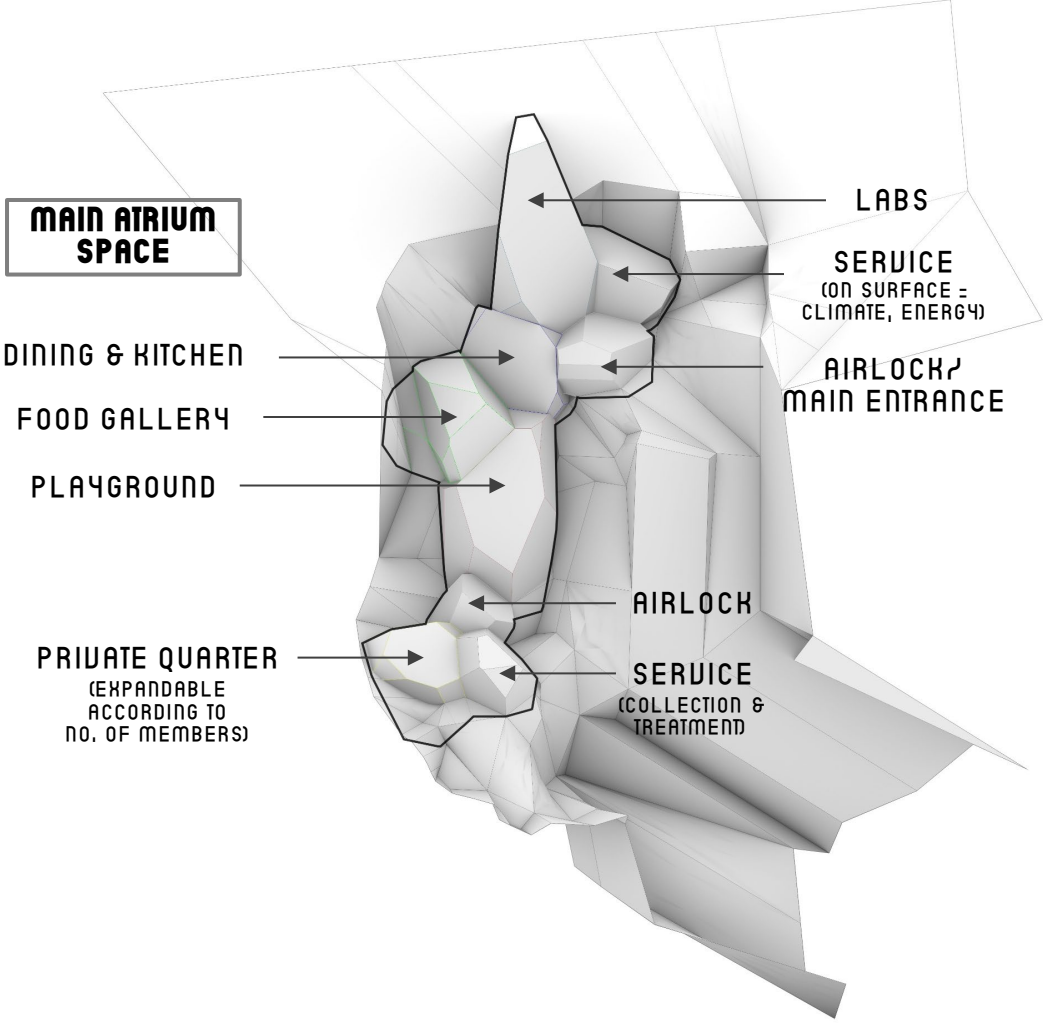 MAIN ATRIUM
SPACE
LABS
SERVICE
(ON SURFACE =
CLIMATE, ENERGY)
DINING & KITCHEN
AIRLOCK/
MAIN ENTRANCE
FOOD GALLERY
PLAYGROUND
AIRLOCK
PRIVATE QUARTER
(EXPANDABLE
ACCORDING TO
NO. OF MEMBERS)
SERVICE
(COLLECTION &
TREATMENT)